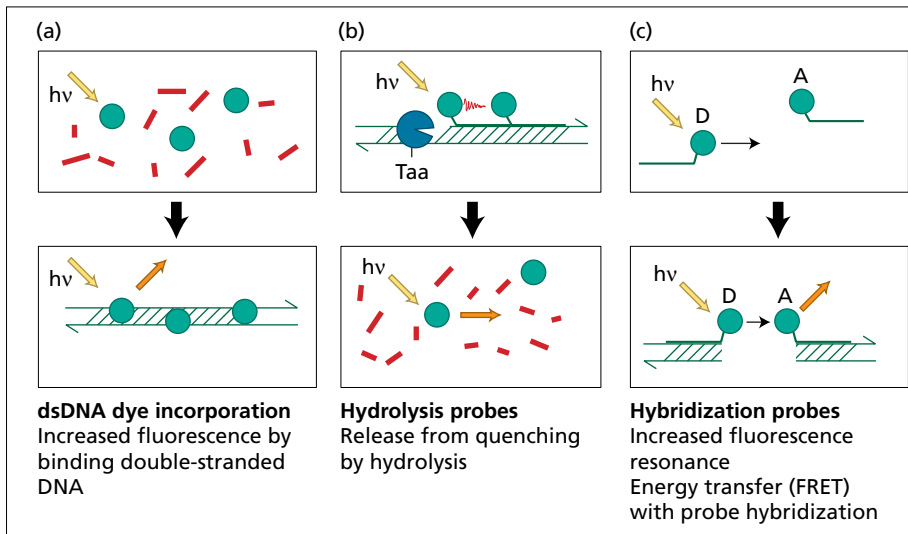 (a)
hν
dsDNA dye incorporation
Increased fluorescence by
binding double-stranded
DNA
(b)
hν
Taa
hν
Hydrolysis probes
Release from quenching
by hydrolysis
(c)
hν
D
A
hν
D
A
Hybridization probes
Increased fluorescence
resonance
Energy transfer (FRET)
with probe hybridization